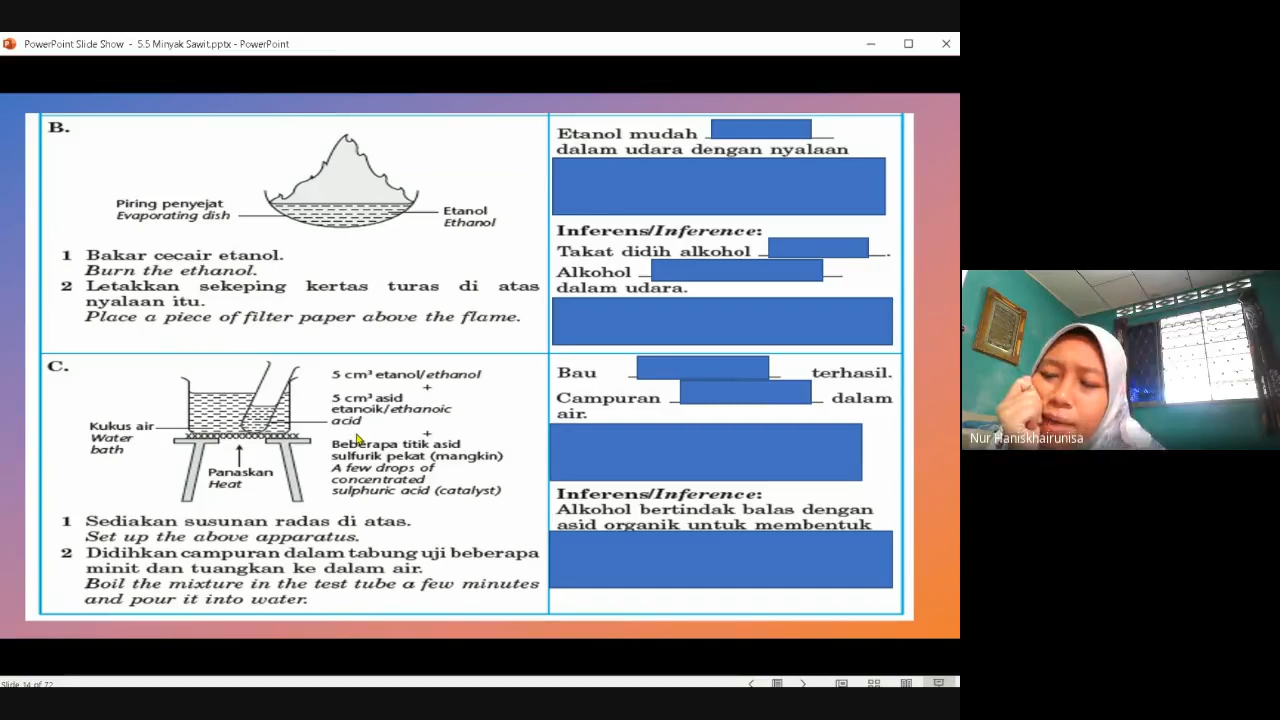 PowerPoint Slide Show - 5.5 Minyak Sawit.pptx - PowerPoint
B.
Piring penyejat
Evaporating dish
Etanol
Ethanol
1 Bakar cecair etanol.
Burn the ethanol.
2 Letakkan sekeping kertas turas di atas
nyalaan itu.
Place a piece of filter paper above the flame.
Etanol mudah
dalam udara dengan nyalaan
Inferens/Inference:
Takat didih alkohol .
Alkohol
dalam udara.
C.
5 cm³ etanol/ethanol
+
5 cm³ asid
etanoik/ethanoic
acid
+
Beberapa titik asid
sulfurik pekat (mangkin)
A few drops of
concentrated
sulphuric acid (catalyst)
Kukus air
Water
bath
Panaskan
Heat
1 Sediakan susunan radas di atas.
Set up the above apparatus.
2 Didihkan campuran dalam tabung uji beberapa
minit dan tuangkan ke dalam air.
Boil the mixture in the test tube a few minutes
and pour it into water.
Bau terhasil.
Campuran dalam
air.
Inferens/Inference:
Alkohol bertindak balas dengan
asid organik untuk membentuk
Nur Haniskhairunisa
Slide 14 of 72